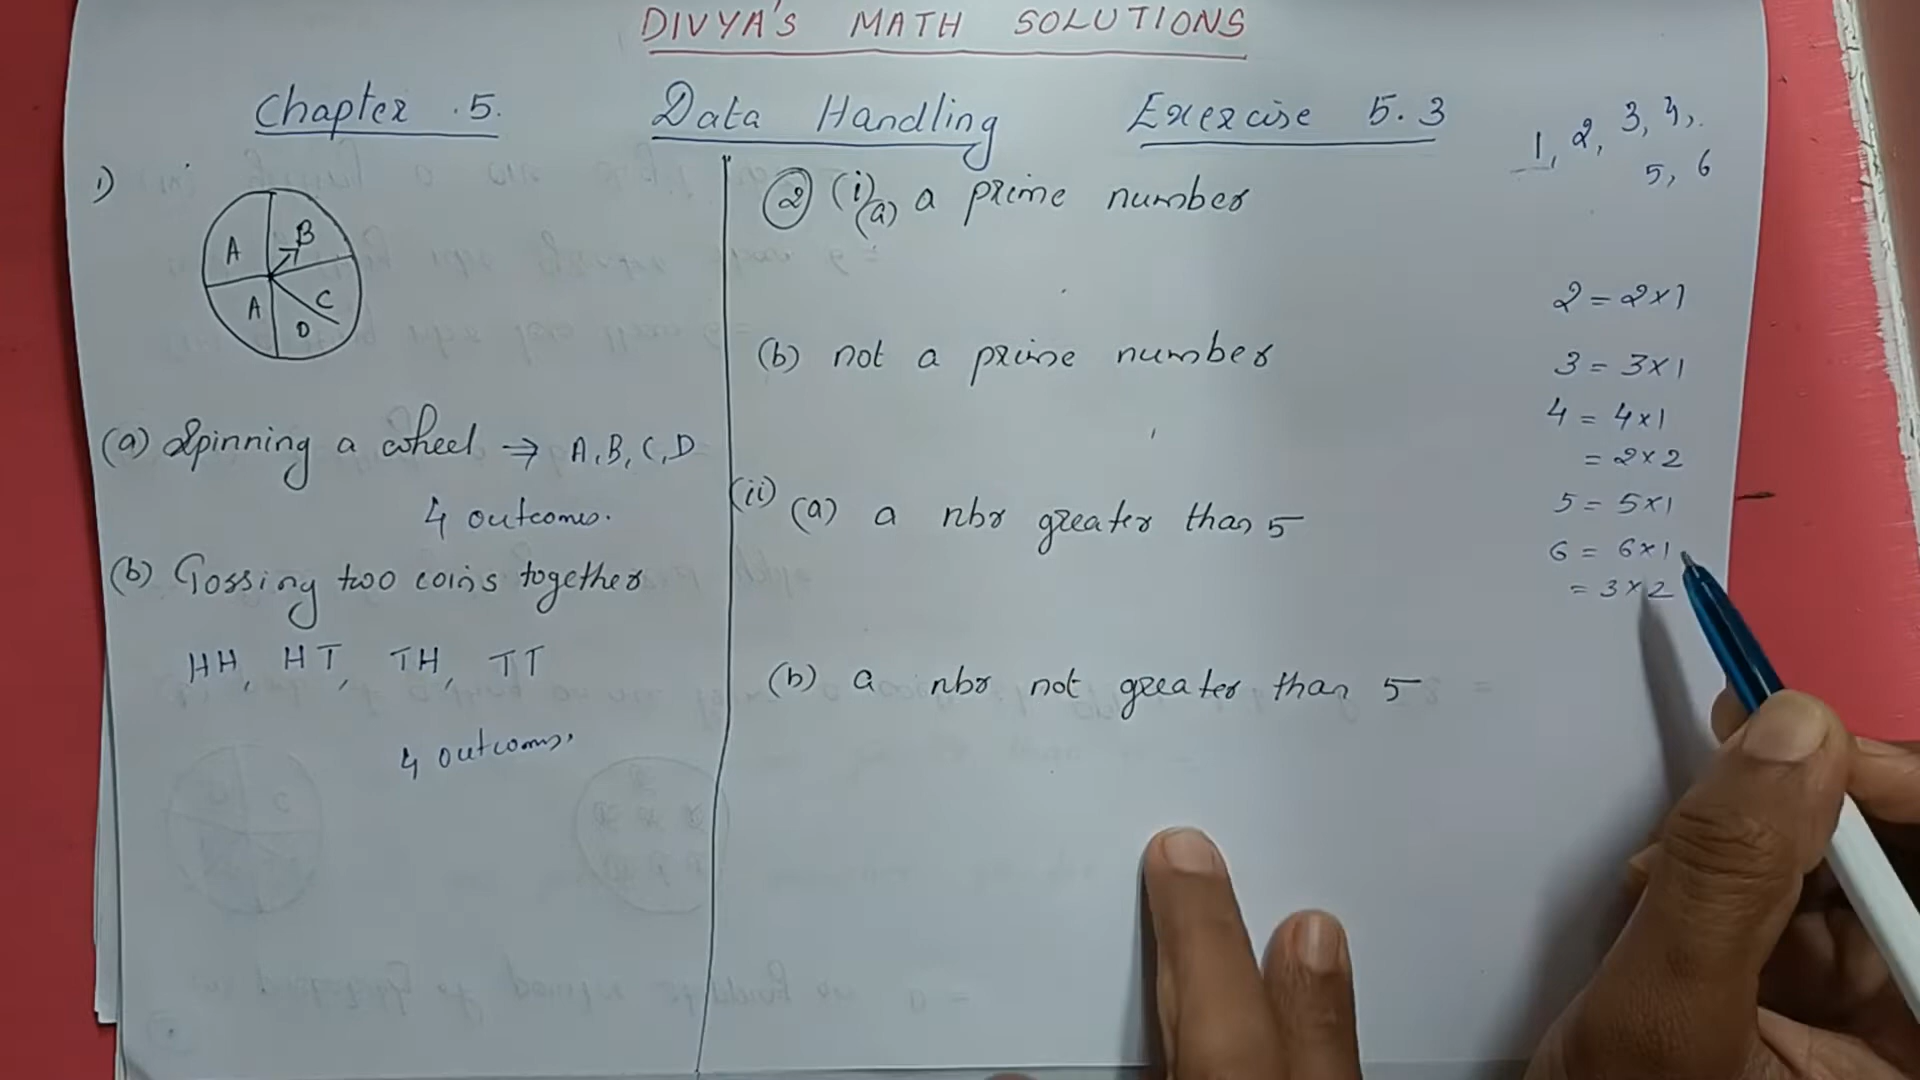 DIVYA'S MATH SOLUTIONS
Chapter .5. Data Handling Exercise 5.3
1)
A B
A C
D
(a) Spinning a wheel → A, B, C, D
4 outcomes.
(b) Tossing two coins together
HH, HT, TH, TT
4 outcomes.
② (i) (a) a prime number
(b) not a prime number
(ii) (a) a nbr greater than 5
(b) a nbr not greater than 5
1, 2, 3, 4,
5, 6
2 = 2×1
3 = 3×1
4 = 4×1
= 2×2
5 = 5×1
6 = 6×1
= 3×2